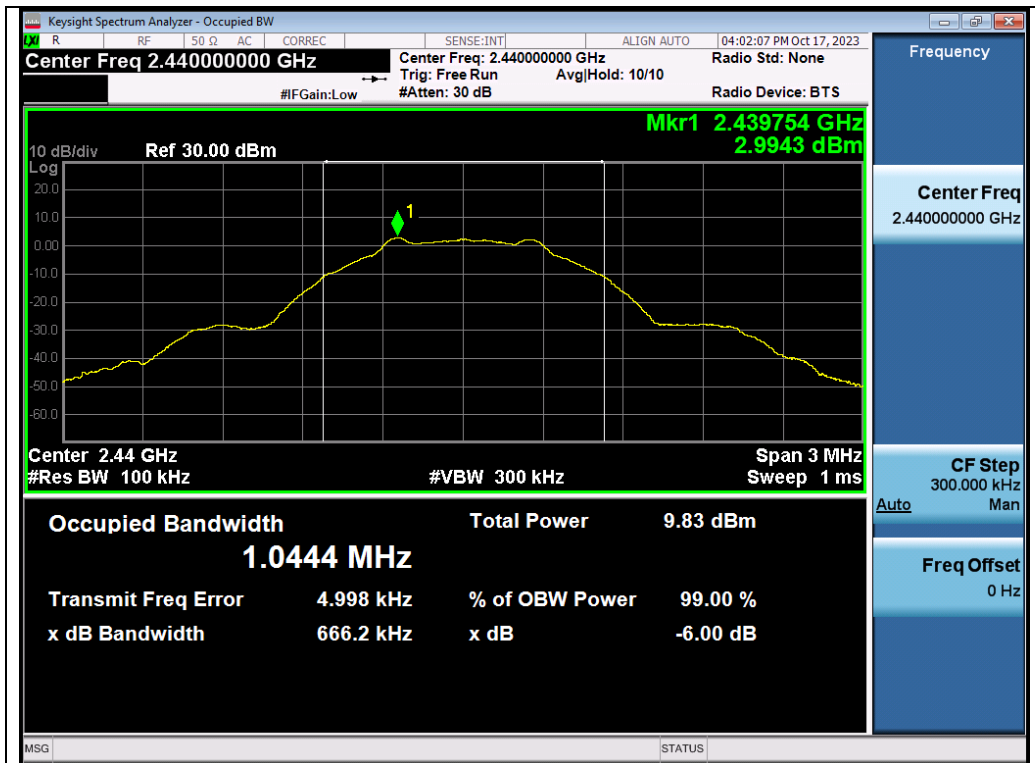 Keysight Spectrum Analyzer - Occupied BW
LXI R RF 50 Ω AC CORREC SENSE:INT ALIGN AUTO 04:02:07 PM Oct 17, 2023
Center Freq 2.440000000 GHz
Center Freq: 2.440000000 GHz Radio Std: None
Trig: Free Run Avg|Hold: 10/10
#IFGain:Low #Atten: 30 dB Radio Device: BTS
Mkr1 2.439754 GHz
2.9943 dBm
10 dB/div Ref 30.00 dBm
Log
20.0
10.0
0.00
-10.0
-20.0
-30.0
-40.0
-50.0
-60.0
1
Center 2.44 GHz Span 3 MHz
#Res BW 100 kHz #VBW 300 kHz Sweep 1 ms
Occupied Bandwidth Total Power 9.83 dBm
1.0444 MHz
Transmit Freq Error 4.998 kHz % of OBW Power 99.00 %
x dB Bandwidth 666.2 kHz x dB -6.00 dB
MSG STATUS
Frequency
Center Freq
2.440000000 GHz
CF Step
300.000 kHz
Auto Man
Freq Offset
0 Hz